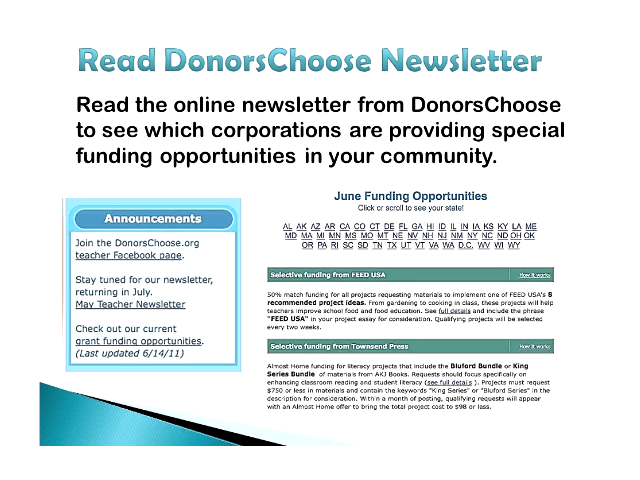 Read DonorsChoose Newsletter
Read the online newsletter from DonorsChoose
to see which corporations are providing special
funding opportunities in your community.
Announcements
Join the DonorsChoose.org
teacher Facebook page.
Stay tuned for our newsletter,
returning in July.
May Teacher Newsletter
Check out our current
grant funding opportunities.
(Last updated 6/14/11)
June Funding Opportunities
Click or scroll to see your state!
AL AK AZ AR CA CO CT DE FL GA HI ID IL IN IA KS KY LA ME
MD MA MI MN MS MO MT NE NV NH NJ NM NY NC ND OH OK
OR PA RI SC SD TN TX UT VT VA WA D.C. WV WI WY
Selective funding from FEED USA How it works
50% match funding for all projects requesting materials to implement one of FEED USA's 8
recommended project ideas. From gardening to cooking in class, these projects will help
teachers improve school food and food education. See full details and include the phrase
"FEED USA" in your project essay for consideration. Qualifying projects will be selected
every two weeks.
Selective funding from Townsend Press How it works
Almost Home funding for literacy projects that include the Bluford Bundle or King
Series Bundle of materials from AKJ Books. Requests should focus specifically on
enhancing classroom reading and student literacy (see full details ). Projects must request
$750 or less in materials and contain the keywords "King Series" or "Bluford Series" in the
description for consideration. Within a month of posting, qualifying requests will appear
with an Almost Home offer to bring the total project cost to $98 or less.